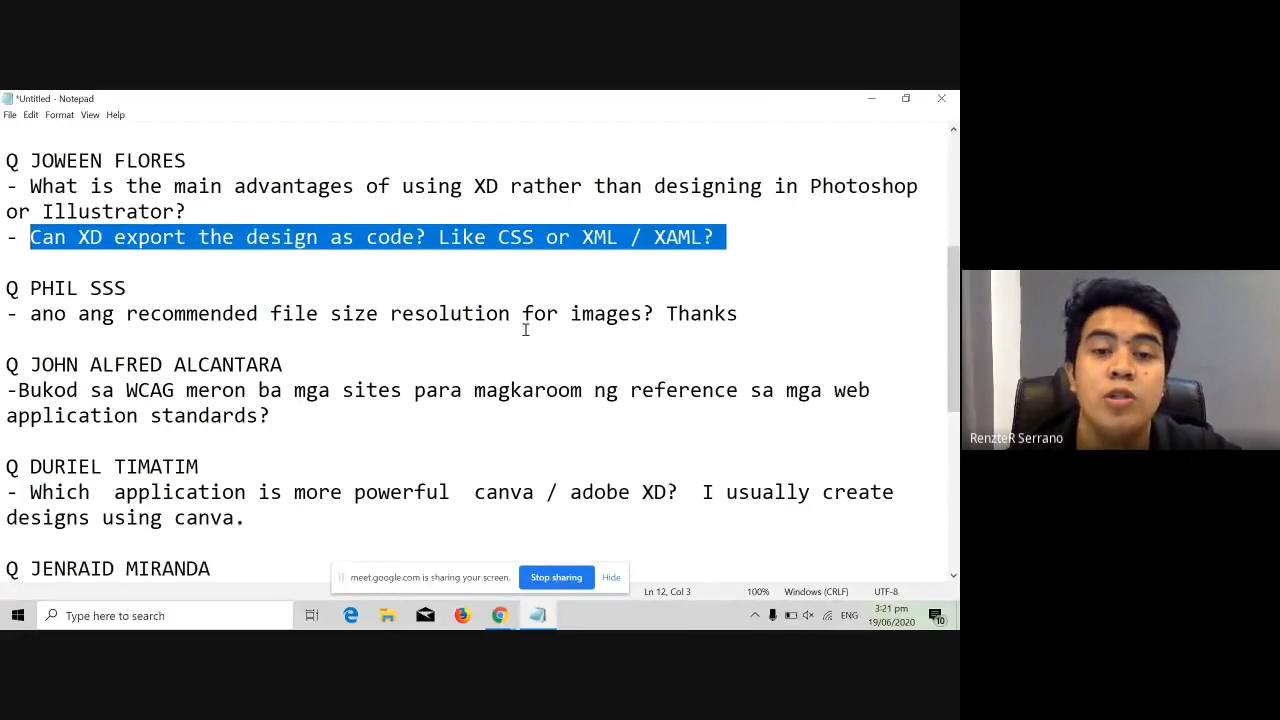 *Untitled - Notepad
File Edit Format View Help
Q JOWEEN FLORES
- What is the main advantages of using XD rather than designing in Photoshop
or Illustrator?
- Can XD export the design as code? Like CSS or XML / XAML?
Q PHIL SSS
- ano ang recommended file size resolution for images? Thanks
Q JOHN ALFRED ALCANTARA
-Bukod sa WCAG meron ba mga sites para magkaroom ng reference sa mga web
application standards?
Q DURIEL TIMATIM
- Which  application is more powerful  canva / adobe XD?  I usually create
designs using canva.
Q JENRAID MIRANDA
meet.google.com is sharing your screen. Stop sharing Hide
Ln 12, Col 3 100% Windows (CRLF) UTF-8
Type here to search
ENG
3:21 pm
19/06/2020
10
RenzteR Serrano